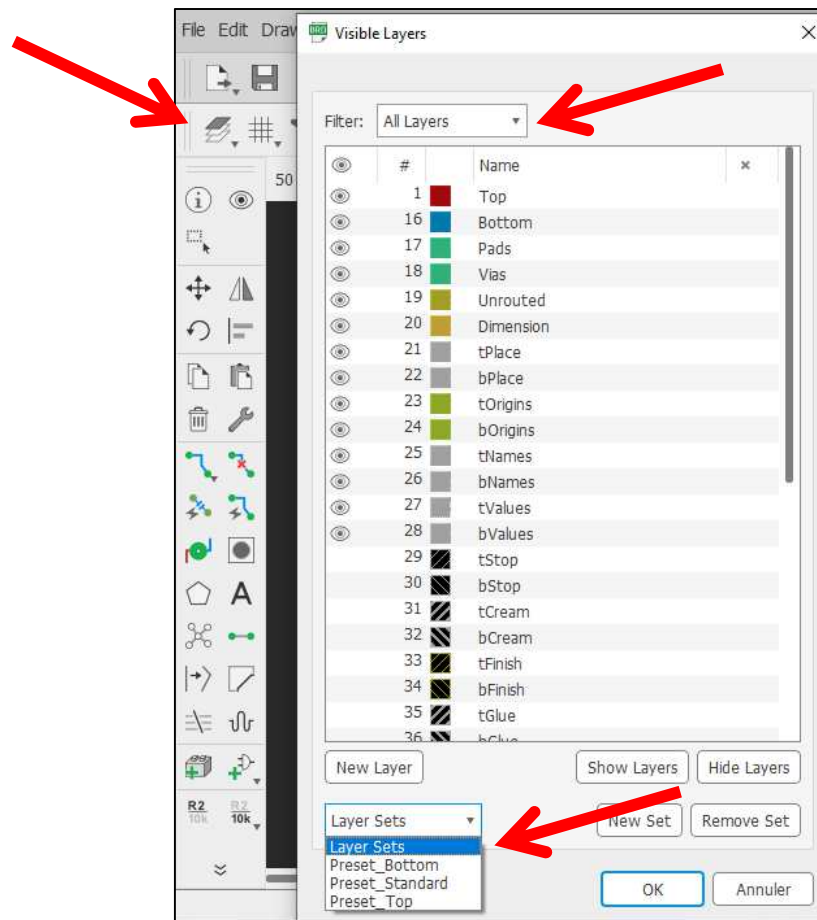 File Edit Draw
Visible Layers
Filter: All Layers
50
# Name
1 Top
16 Bottom
17 Pads
18 Vias
19 Unrouted
20 Dimension
21 tPlace
22 bPlace
23 tOrigins
24 bOrigins
25 tNames
26 bNames
27 tValues
28 bValues
29 tStop
30 bStop
31 tCream
32 bCream
33 tFinish
34 bFinish
35 tGlue
36 bGlue
New Layer Show Layers Hide Layers
R2 R2
10k 10k
Layer Sets New Set Remove Set
Layer Sets
Preset_Bottom
Preset_Standard
Preset_Top
OK Annuler